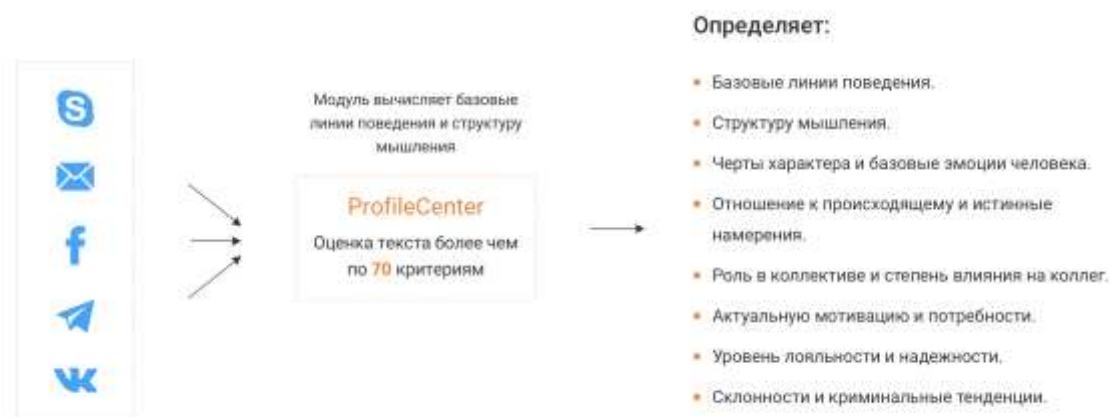 Определяет:
Модуль вычисляет базовые
линии поведения и структуру
мышления
ProfileCenter
Оценка текста более чем
по 70 критериям
Базовые линии поведения.
Структуру мышления.
Черты характера и базовые эмоции человека.
Отношение к происходящему и истинные
намерения.
Роль в коллективе и степень влияния на коллег.
Актуальную мотивацию и потребности.
Уровень лояльности и надежности.
Склонности и криминальные тенденции.